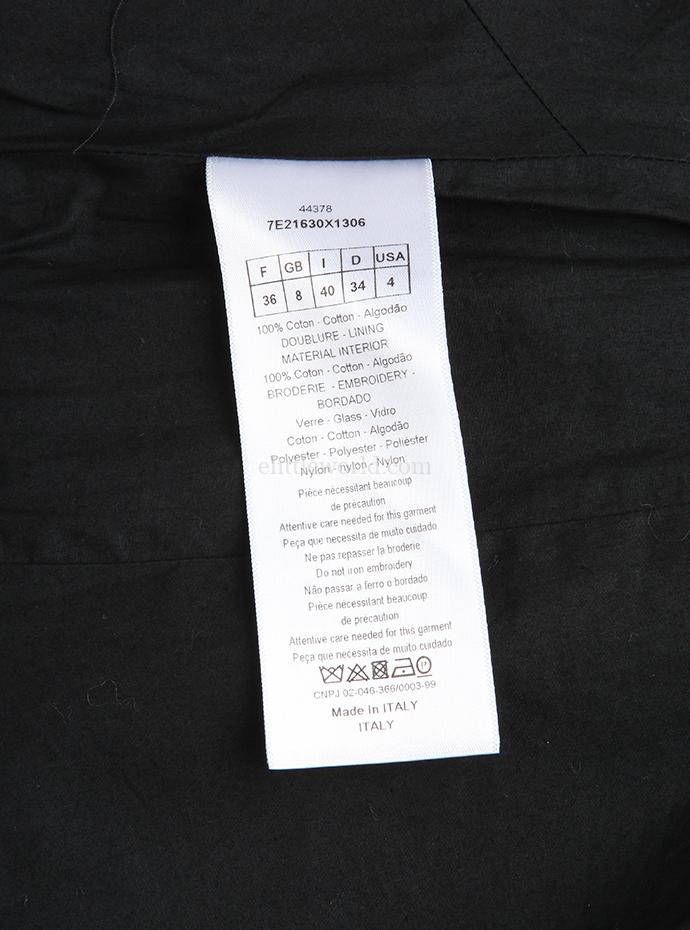 44378
7E21630X1306
F GB I D USA
36 8 40 34 4
100% Coton - Cotton - Algodão
DOUBLURE - LINING
MATERIAL INTERIOR
100% Coton - Cotton - Algodão
BRODERIE - EMBROIDERY -
BORDADO
Verre - Glass - Vidro
Coton - Cotton - Algodão
Polyester - Polyester - Poliéster
Nylon - nylon - Nylon
elittleworld.com
Pièce nécessitant beaucoup
de précaution
Attentive care needed for this garment
Peça que necessita de muito cuidado
Ne pas repasser la broderie
Do not iron embroidery
Não passar a ferro o bordado
Pièce nécessitant beaucoup
de précaution
Attentive care needed for this garment
Peça que necessita de muito cuidado
P
CNPJ 02-046-366/0003-99
Made in ITALY
ITALY